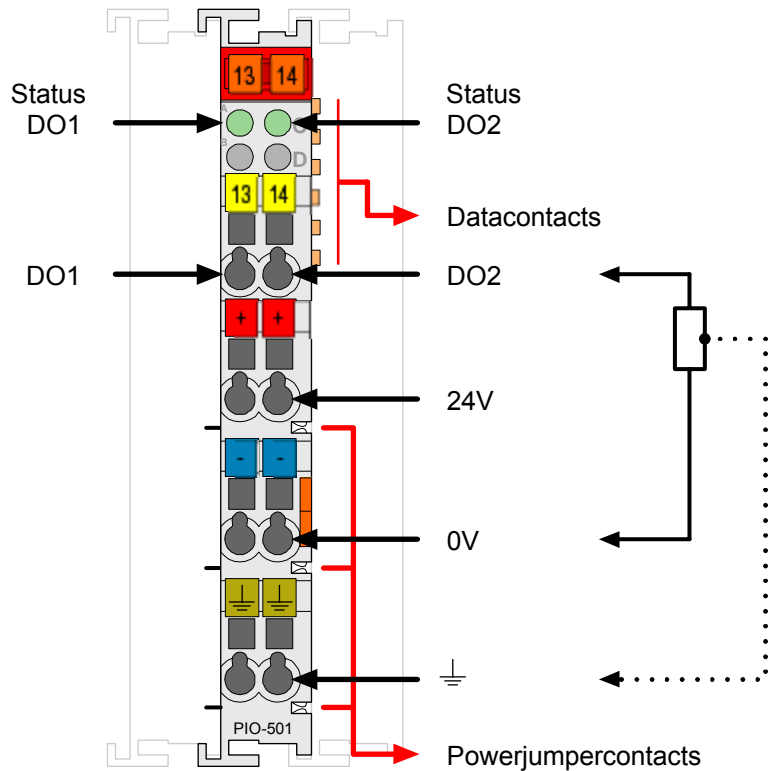 13 14
Status
DO1
Status
DO2
A
C
B
D
13 14
Datacontacts
DO1
DO2
+ +
24V
- -
0V
PIO-501
Powerjumpercontacts